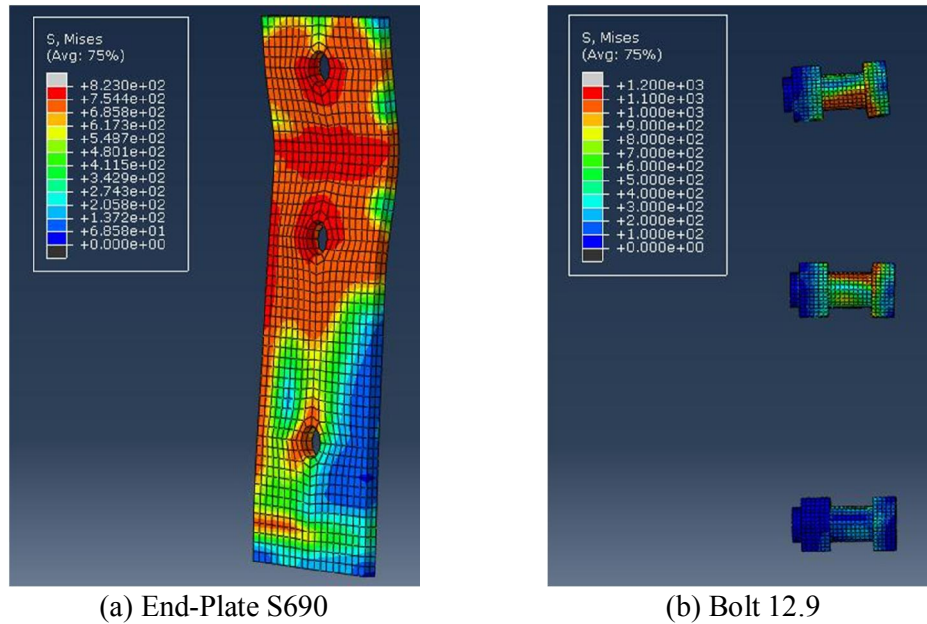 S, Mises
(Avg: 75%)
+8.230e+02
+7.544e+02
+6.858e+02
+6.173e+02
+5.487e+02
+4.801e+02
+4.115e+02
+3.429e+02
+2.743e+02
+2.058e+02
+1.372e+02
+6.858e+01
+0.000e+00
(a) End-Plate S690
S, Mises
(Avg: 75%)
+1.200e+03
+1.100e+03
+1.000e+03
+9.000e+02
+8.000e+02
+7.000e+02
+6.000e+02
+5.000e+02
+4.000e+02
+3.000e+02
+2.000e+02
+1.000e+02
+0.000e+00
(b) Bolt 12.9